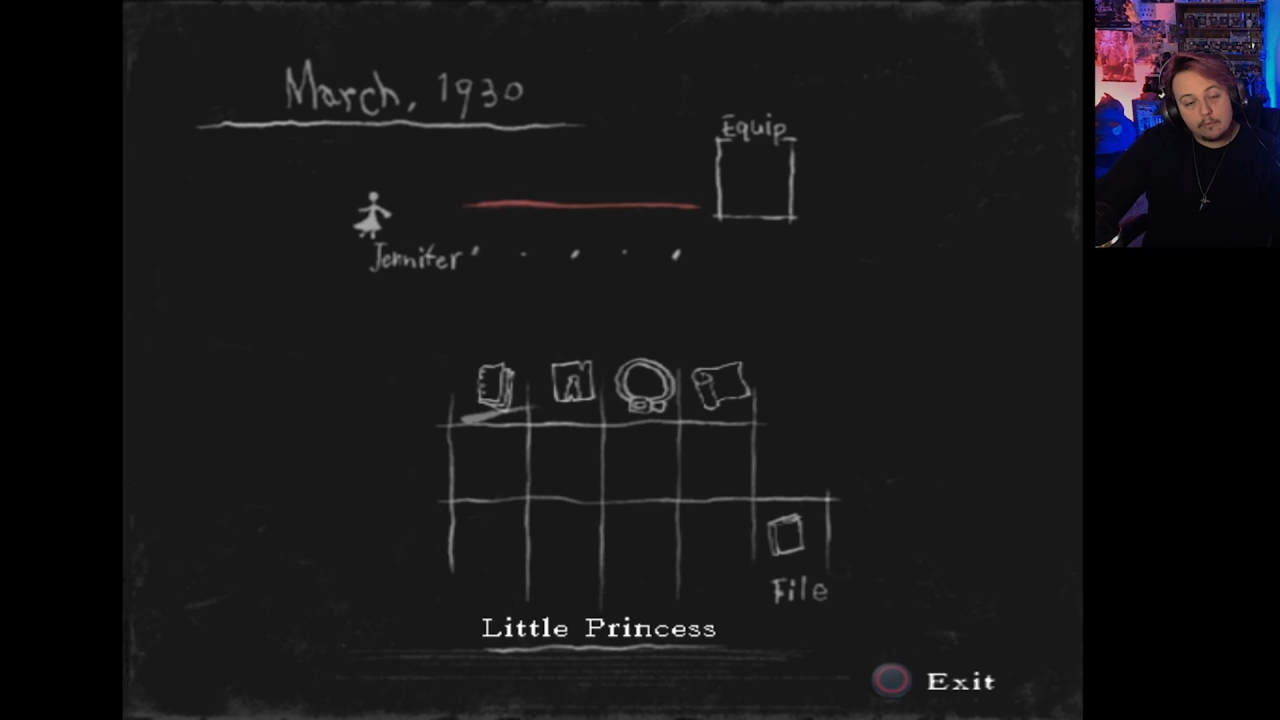 March, 1930
Equip
Jennifer
File
Little Princess
Exit